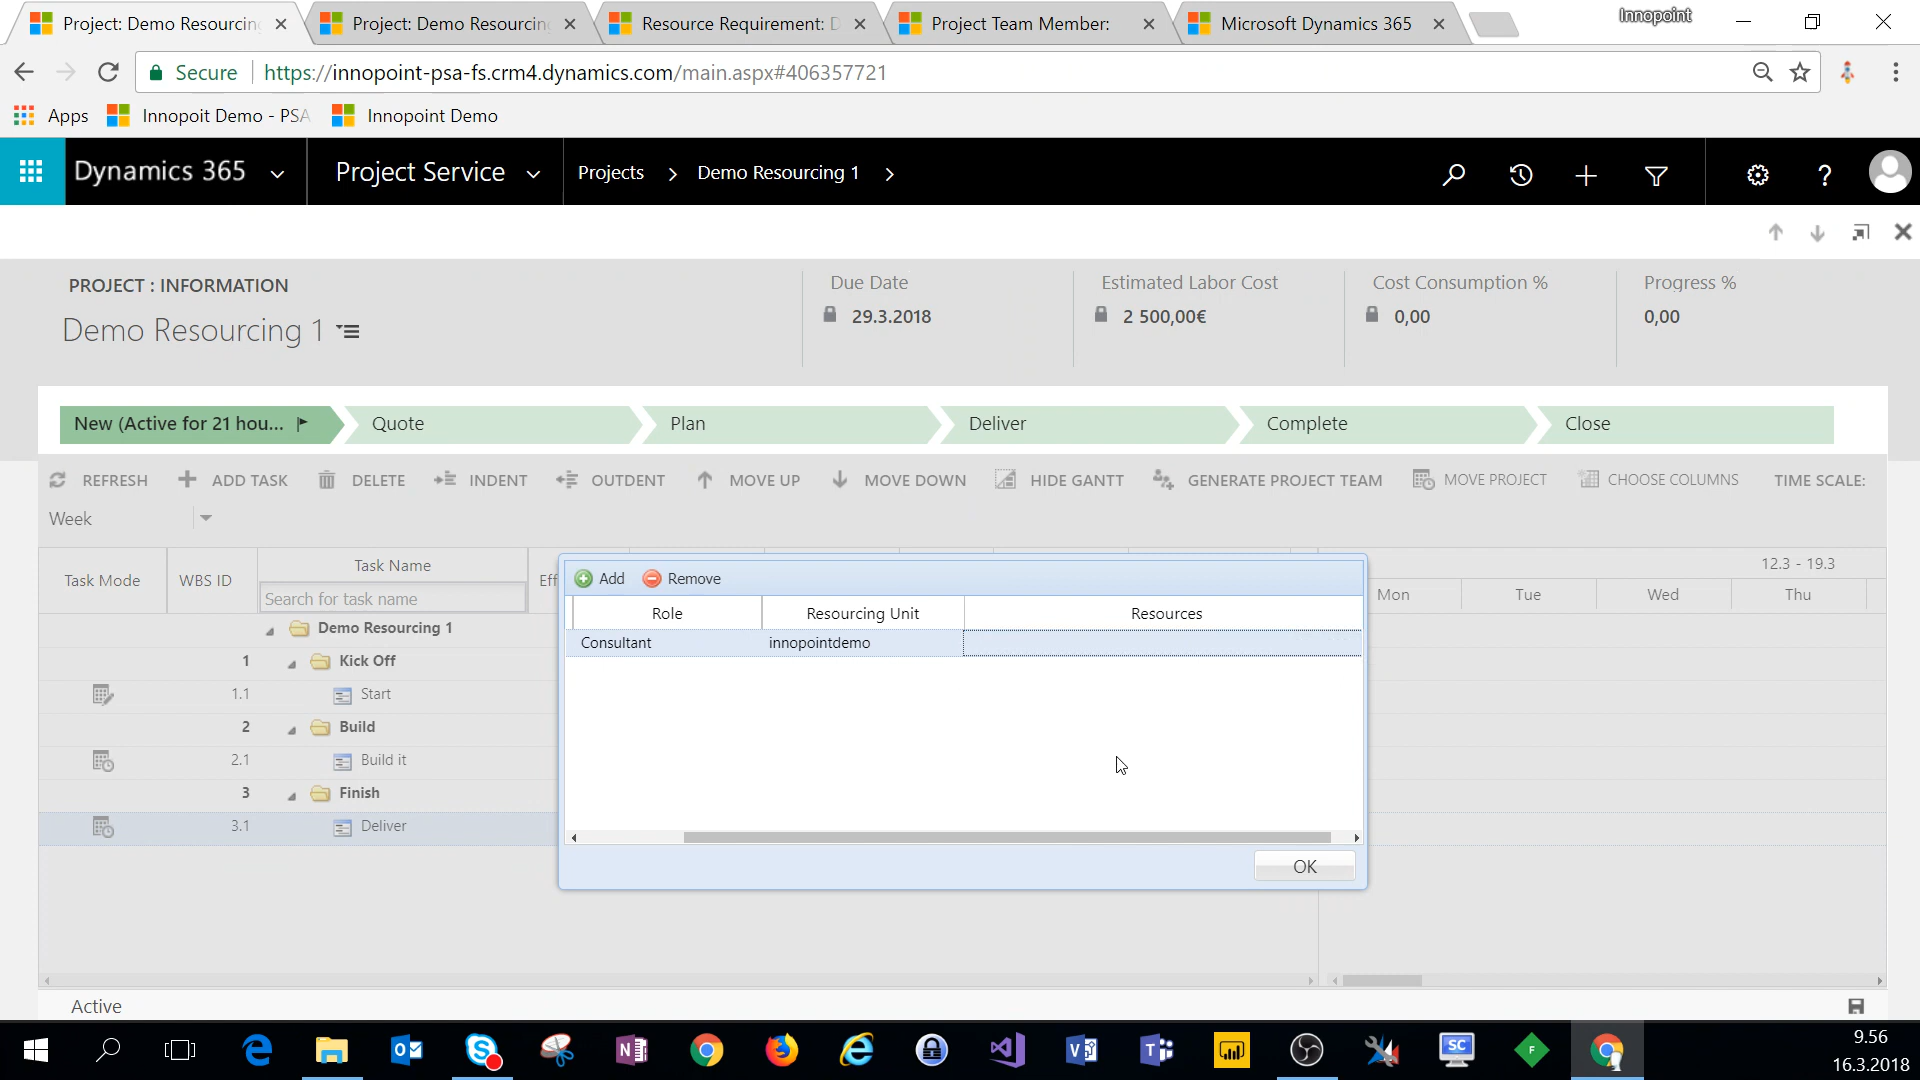 Project: Demo Resourcing
Project: Demo Resourcing
Resource Requirement: D
Project Team Member:
Microsoft Dynamics 365
Innopoint
Secure
https://innopoint-psa-fs.crm4.dynamics.com/main.aspx#406357721
Apps
Innopoit Demo - PSA
Innopoint Demo
Dynamics 365
Project Service
Projects
Demo Resourcing 1
PROJECT : INFORMATION
Demo Resourcing 1
Due Date
29.3.2018
Estimated Labor Cost
2 500,00€
Cost Consumption %
0,00
Progress %
0,00
New (Active for 21 hou...
Quote
Plan
Deliver
Complete
Close
REFRESH
ADD TASK
DELETE
INDENT
OUTDENT
MOVE UP
MOVE DOWN
HIDE GANTT
GENERATE PROJECT TEAM
MOVE PROJECT
CHOOSE COLUMNS
TIME SCALE:
Week
Task Mode
WBS ID
Task Name
Search for task name
Eff
12.3 - 19.3
Mon
Tue
Wed
Thu
Demo Resourcing 1
1
Kick Off
1.1
Start
2
Build
2.1
Build it
3
Finish
3.1
Deliver
Add
Remove
Role
Resourcing Unit
Resources
Consultant
innopointdemo
OK
Active
9.56
16.3.2018